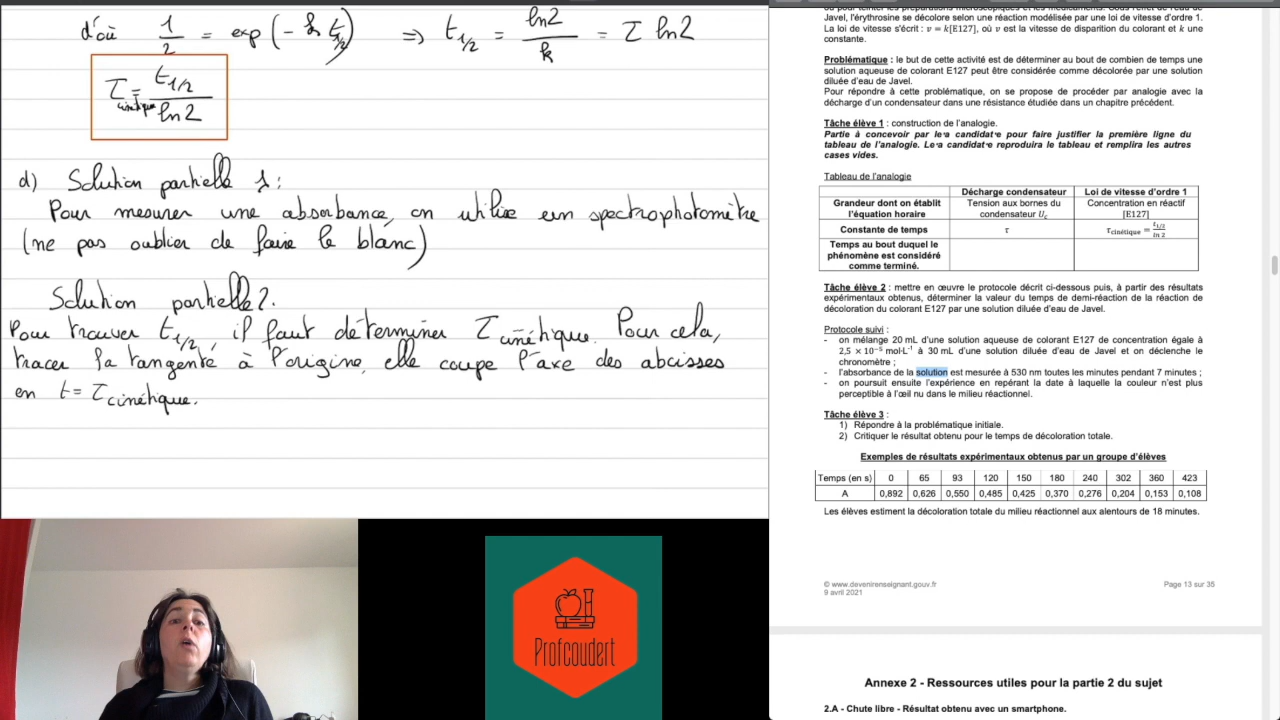 d'où 1/2 = exp(-k t1/2) ⇒ t1/2 = ln2/k = τ ln2
τ cinétique = t1/2 / ln2
d) Solution partielle 1:
Pour mesurer une absorbance, on utilise un spectrophotomètre
(ne pas oublier de faire le blanc)
Solution partielle 2.
Pour trouver t1/2 il faut déterminer τ cinétique. Pour cela,
tracer la tangente à l'origine, elle coupe l'axe des abcisses
en t = τ cinétique.
Profcoudert
Javel, l'érythrosine se décolore selon une réaction modélisée par une loi de vitesse d'ordre 1.
La loi de vitesse s'écrit : v = k[E127], où v est la vitesse de disparition du colorant et k une
constante.
Problématique : le but de cette activité est de déterminer au bout de combien de temps une
solution aqueuse de colorant E127 peut être considérée comme décolorée par une solution
diluée d'eau de Javel.
Pour répondre à cette problématique, on se propose de procéder par analogie avec la
décharge d'un condensateur dans une résistance étudiée dans un chapitre précédent.
Tâche élève 1 : construction de l'analogie.
Partie à concevoir par le·a candidat·e pour faire justifier la première ligne du
tableau de l'analogie. Le·a candidat·e reproduira le tableau et remplira les autres
cases vides.
Tableau de l'analogie
Décharge condensateur Loi de vitesse d'ordre 1
Grandeur dont on établit Tension aux bornes du Concentration en réactif
l'équation horaire condensateur Uc [E127]
Constante de temps τ τcinétique = t1/2 / ln 2
Temps au bout duquel le
phénomène est considéré
comme terminé.
Tâche élève 2 : mettre en œuvre le protocole décrit ci-dessous puis, à partir des résultats
expérimentaux obtenus, déterminer la valeur du temps de demi-réaction de la réaction de
décoloration du colorant E127 par une solution diluée d'eau de Javel.
Protocole suivi :
- on mélange 20 mL d'une solution aqueuse de colorant E127 de concentration égale à
2,5 × 10⁻⁵ mol·L⁻¹ à 30 mL d'une solution diluée d'eau de Javel et on déclenche le
chronomètre ;
- l'absorbance de la solution est mesurée à 530 nm toutes les minutes pendant 7 minutes ;
- on poursuit ensuite l'expérience en repérant la date à laquelle la couleur n'est plus
perceptible à l'œil nu dans le milieu réactionnel.
Tâche élève 3 :
1) Répondre à la problématique initiale.
2) Critiquer le résultat obtenu pour le temps de décoloration totale.
Exemples de résultats expérimentaux obtenus par un groupe d'élèves
Temps (en s) 0 65 93 120 150 180 240 302 360 423
A 0,892 0,626 0,550 0,485 0,425 0,370 0,276 0,204 0,153 0,108
Les élèves estiment la décoloration totale du milieu réactionnel aux alentours de 18 minutes.
© www.devenirenseignant.gouv.fr Page 13 sur 35
9 avril 2021
Annexe 2 - Ressources utiles pour la partie 2 du sujet
2.A - Chute libre - Résultat obtenu avec un smartphone.